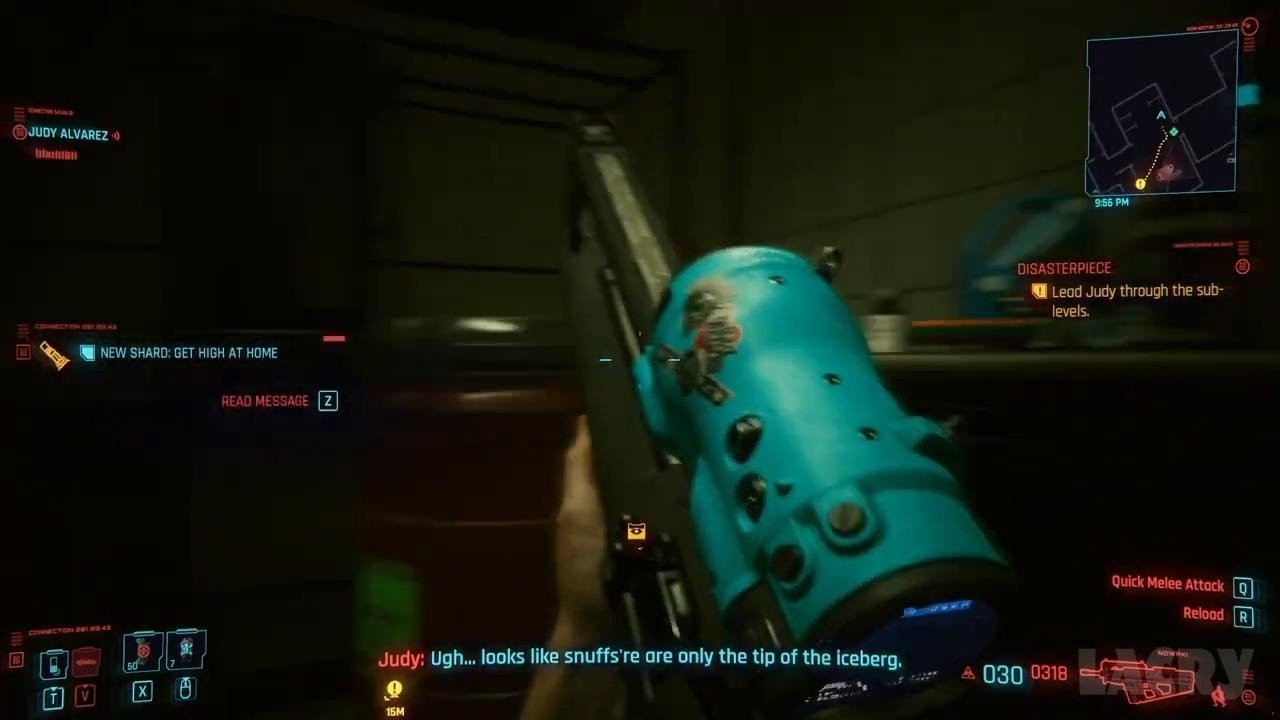 JUDY ALVAREZ
9:56 PM
DISASTERPIECE
Lead Judy through the sub-
levels.
NEW SHARD: GET HIGH AT HOME
READ MESSAGE Z
Quick Melee Attack Q
Reload R
50
7
T V X
Judy: Ugh... looks like snuffs're are only the tip of the iceberg.
15M
030 0318
NOWAKI
LACRY